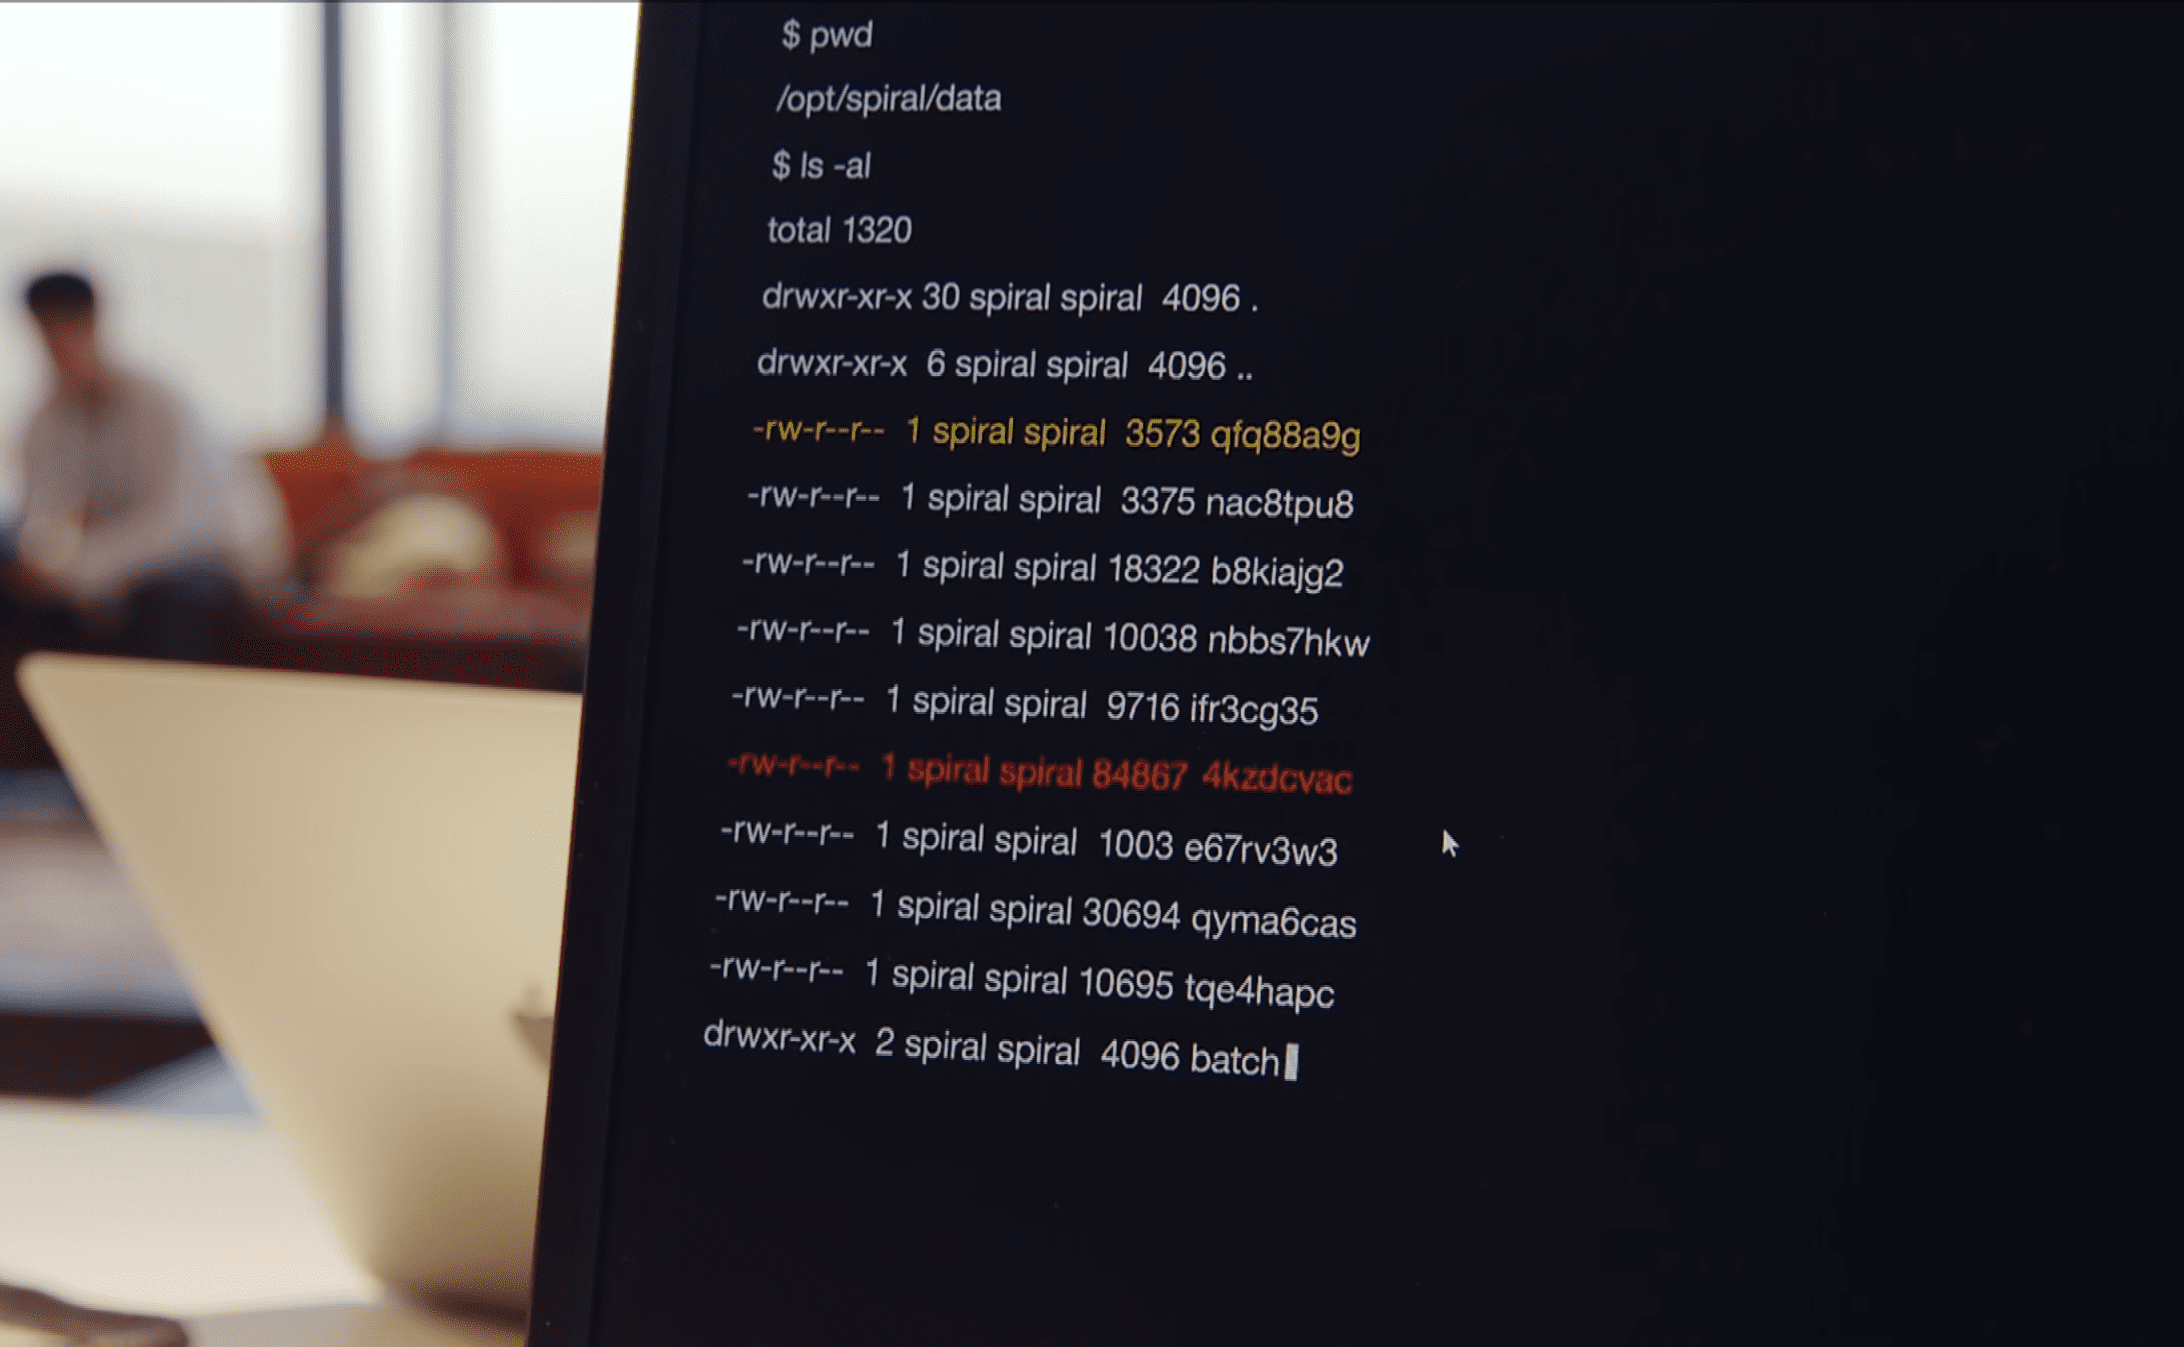 $ pwd
/opt/spiral/data
$ ls -al
total 1320
drwxr-xr-x 30 spiral spiral  4096 .
drwxr-xr-x  6 spiral spiral  4096 ..
-rw-r--r--  1 spiral spiral  3573 qfq88a9g
-rw-r--r--  1 spiral spiral  3375 nac8tpu8
-rw-r--r--  1 spiral spiral 18322 b8kiajg2
-rw-r--r--  1 spiral spiral 10038 nbbs7hkw
-rw-r--r--  1 spiral spiral  9716 ifr3cg35
-rw-r--r--  1 spiral spiral 84867 4kzdcvac
-rw-r--r--  1 spiral spiral  1003 e67rv3w3
-rw-r--r--  1 spiral spiral 30694 qyma6cas
-rw-r--r--  1 spiral spiral 10695 tqe4hapc
drwxr-xr-x  2 spiral spiral  4096 batch